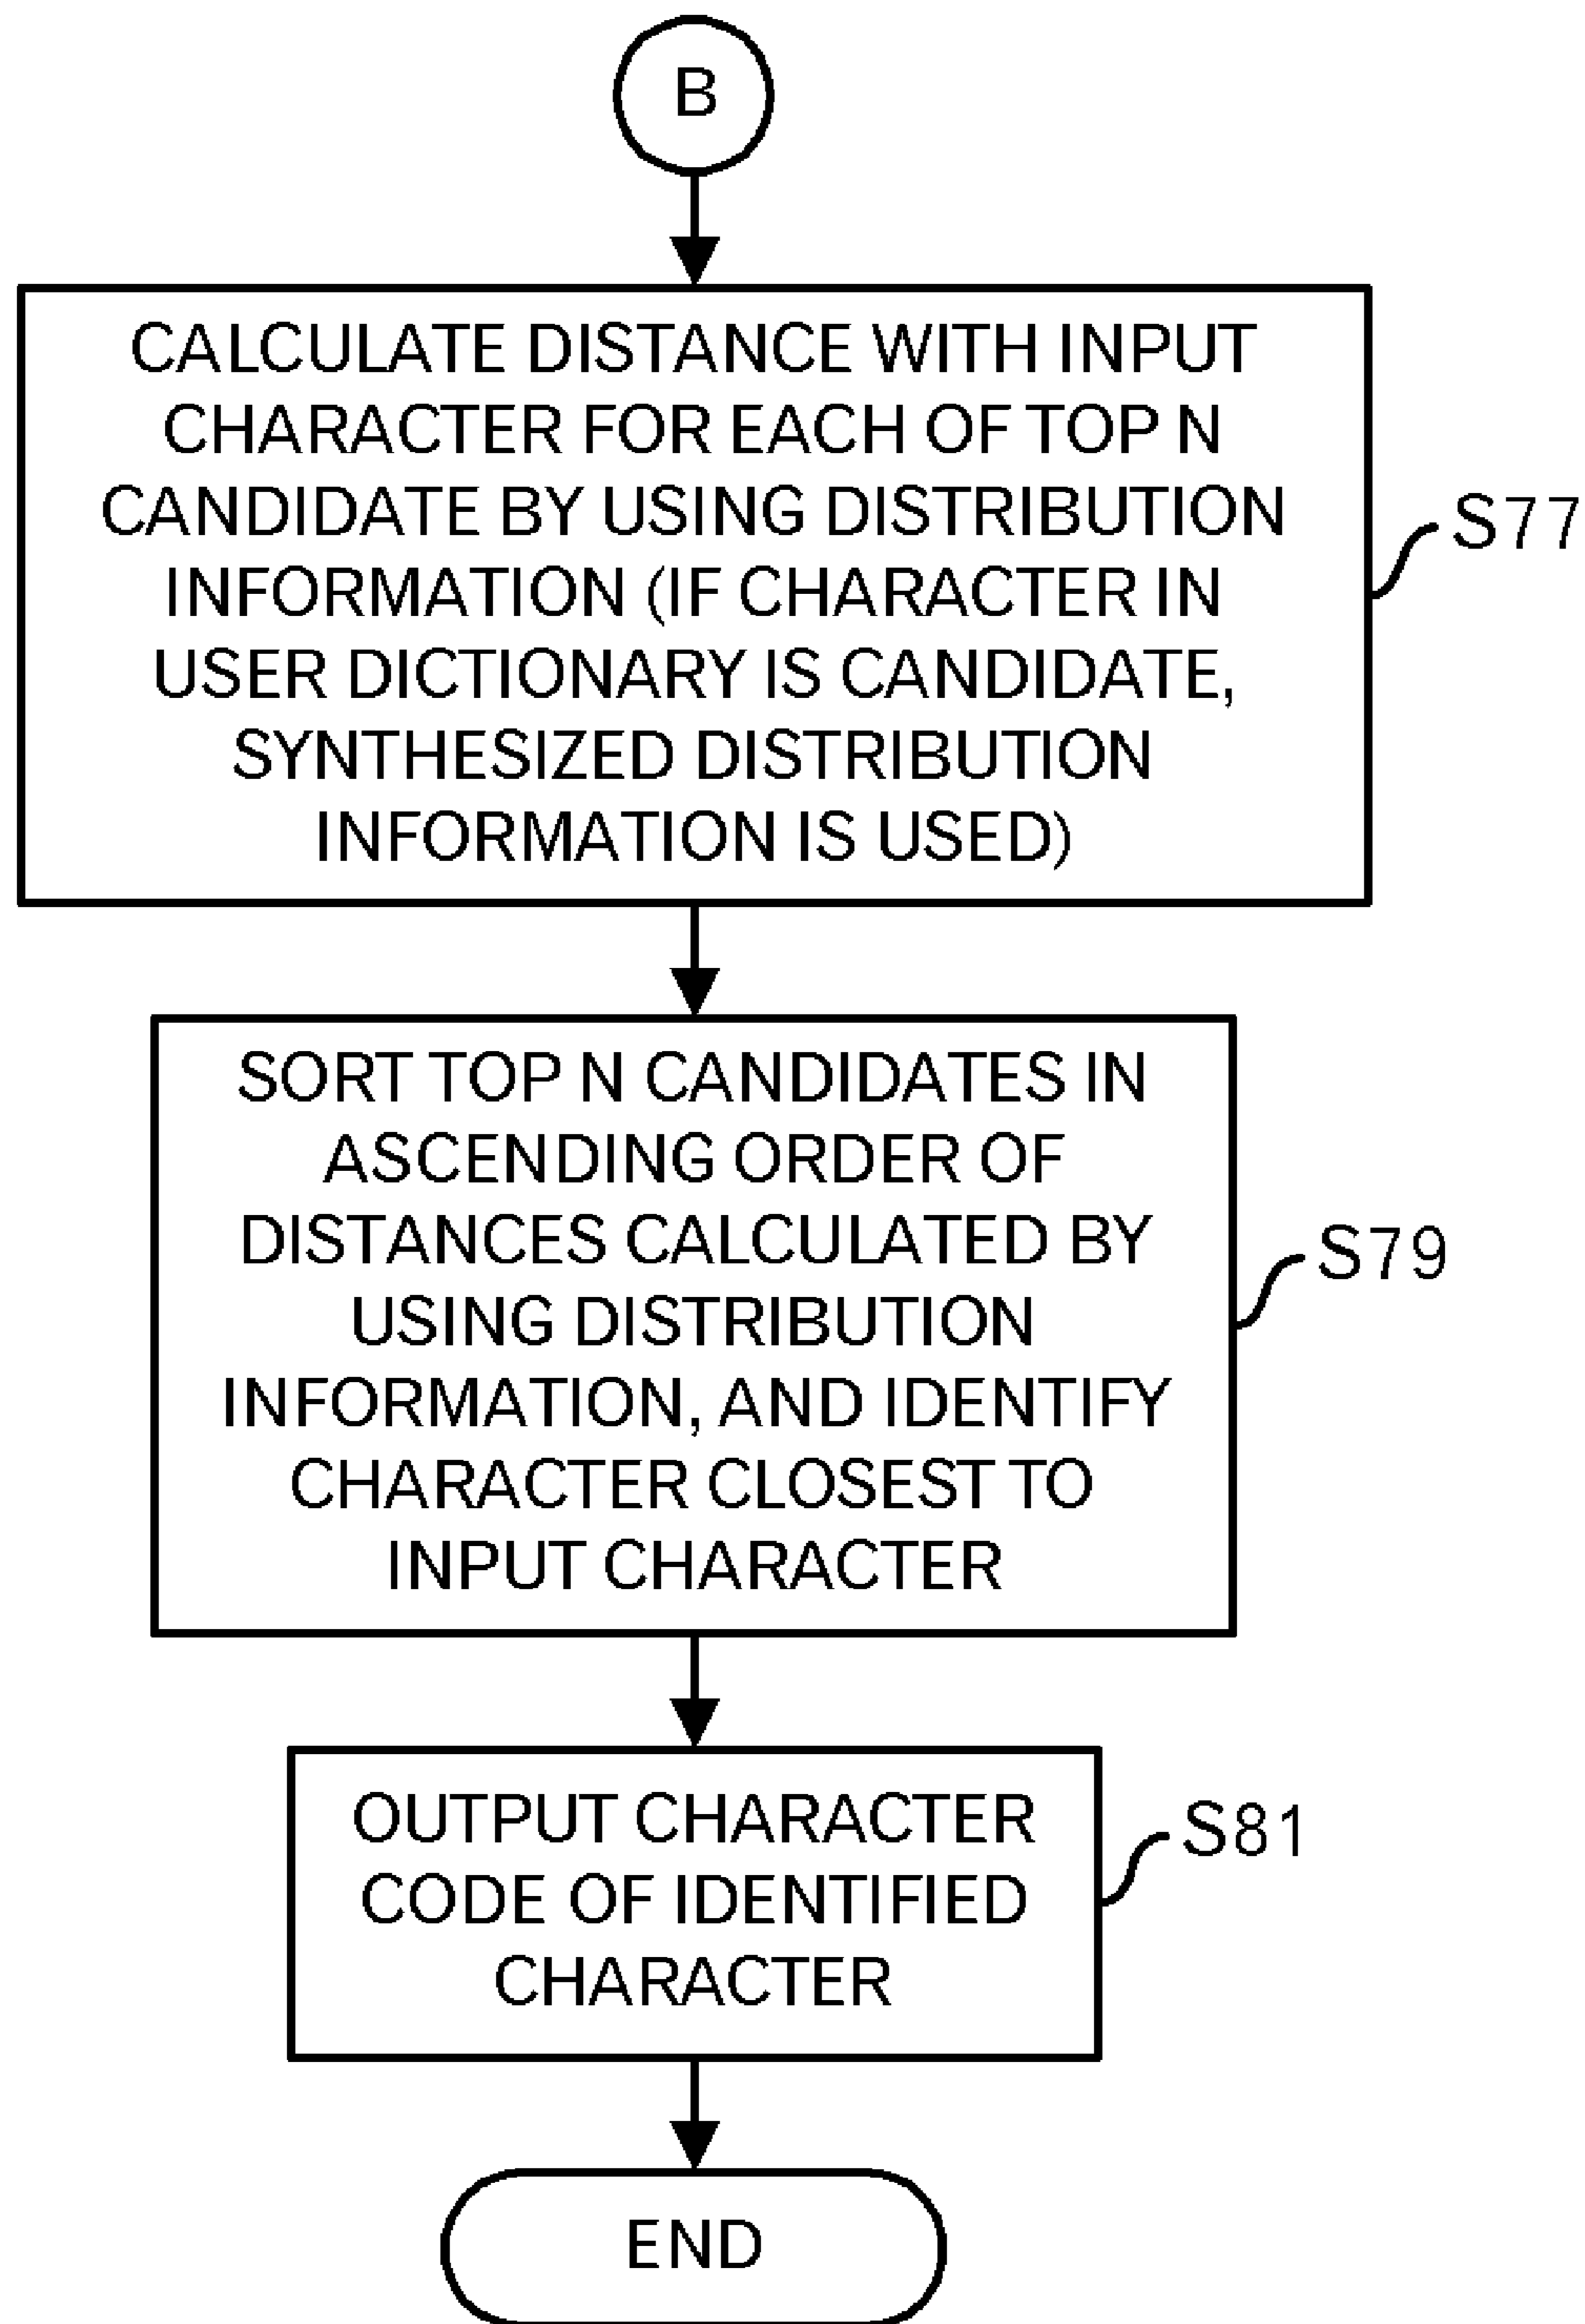 B
CALCULATE DISTANCE WITH INPUT
CHARACTER FOR EACH OF TOP N
CANDIDATE BY USING DISTRIBUTION
INFORMATION (IF CHARACTER IN
USER DICTIONARY IS CANDIDATE,
SYNTHESIZED DISTRIBUTION
INFORMATION IS USED)
S77
SORT TOP N CANDIDATES IN
ASCENDING ORDER OF
DISTANCES CALCULATED BY
USING DISTRIBUTION
INFORMATION, AND IDENTIFY
CHARACTER CLOSEST TO
INPUT CHARACTER
S79
OUTPUT CHARACTER
CODE OF IDENTIFIED
CHARACTER
S81
END